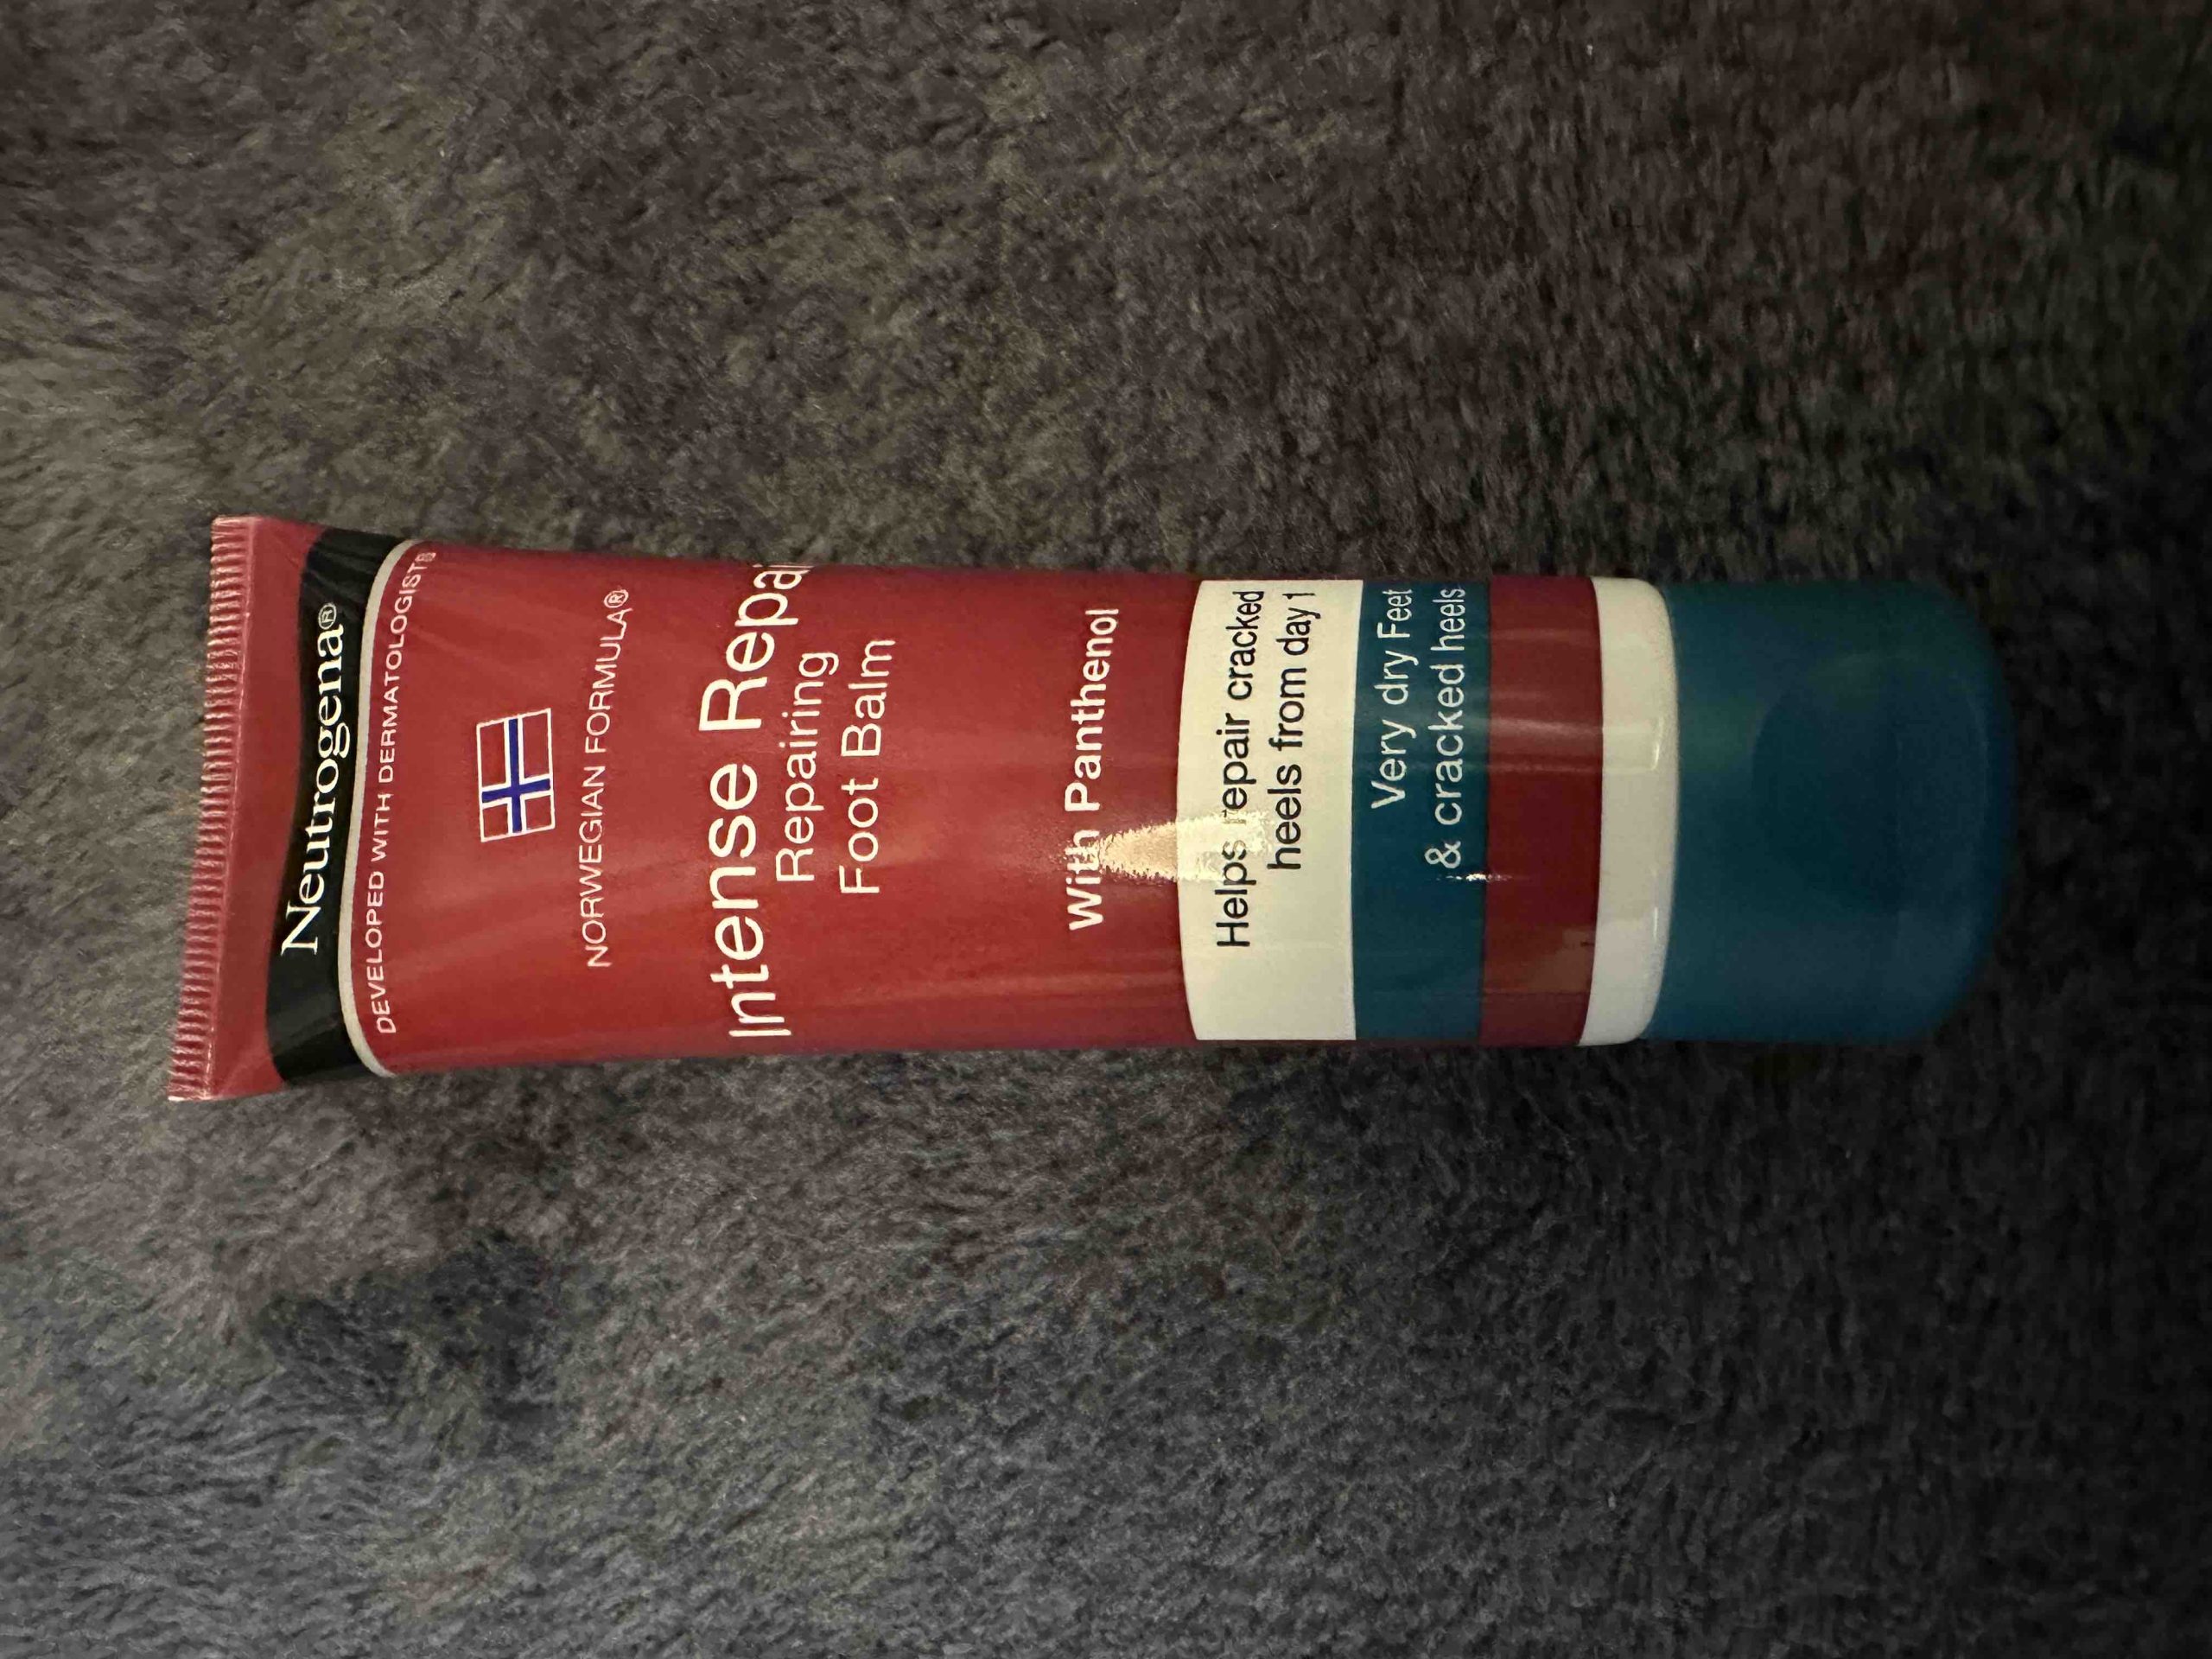 Neutrogena®
DEVELOPED WITH DERMATOLOGISTS
NORWEGIAN FORMULA®
Intense Repair
Repairing
Foot Balm
With Panthenol
Helps repair cracked
heels from day 1
Very dry Feet
& cracked heels